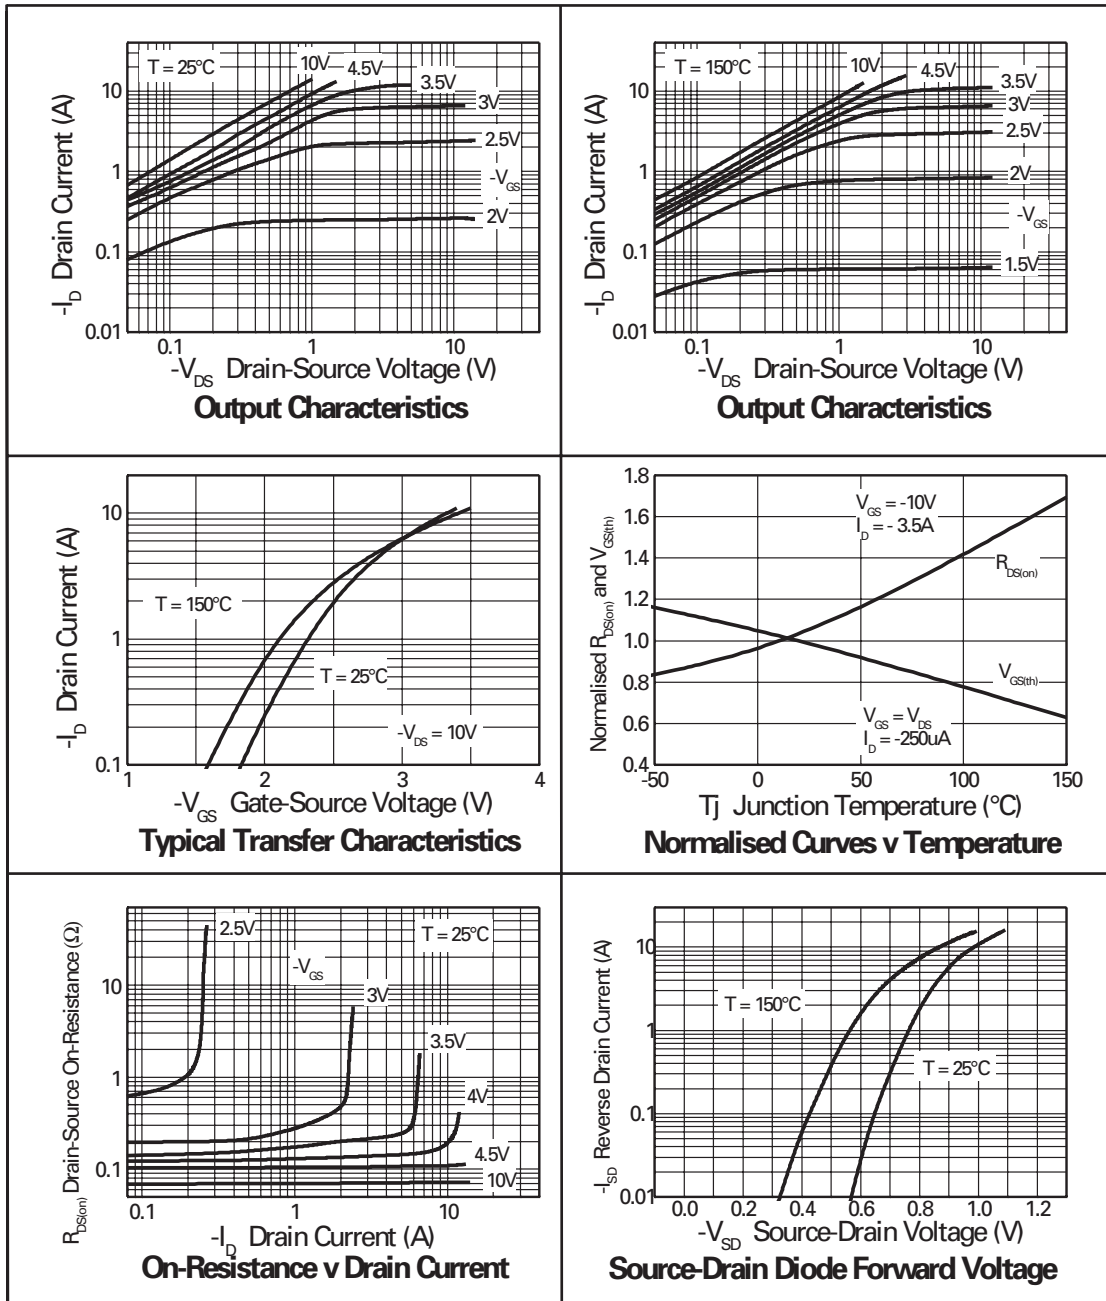 T = 25°C
10V
4.5V
3.5V
3V
2.5V
-VGS
2V
10
1
0.1
0.01
0.1
1
10
-ID Drain Current (A)
-VDS Drain-Source Voltage (V)
Output Characteristics
T = 150°C
10V
4.5V
3.5V
3V
2.5V
2V
-VGS
1.5V
10
1
0.1
0.01
0.1
1
10
-ID Drain Current (A)
-VDS Drain-Source Voltage (V)
Output Characteristics
10
1
0.1
T = 150°C
T = 25°C
-VDS = 10V
1
2
3
4
-ID Drain Current (A)
-VGS Gate-Source Voltage (V)
Typical Transfer Characteristics
1.8
1.6
1.4
1.2
1.0
0.8
0.6
0.4
VGS = -10V
ID = - 3.5A
RDS(on)
VGS(th)
VGS = VDS
ID = -250uA
-50
0
50
100
150
Normalised RDS(on) and VGS(th)
Tj Junction Temperature (°C)
Normalised Curves v Temperature
2.5V
T = 25°C
-VGS
3V
3.5V
4V
4.5V
10V
10
1
0.1
0.1
1
10
RDS(on) Drain-Source On-Resistance (Ω)
-ID Drain Current (A)
On-Resistance v Drain Current
10
1
0.1
0.01
T = 150°C
T = 25°C
0.0
0.2
0.4
0.6
0.8
1.0
1.2
-ISD Reverse Drain Current (A)
-VSD Source-Drain Voltage (V)
Source-Drain Diode Forward Voltage